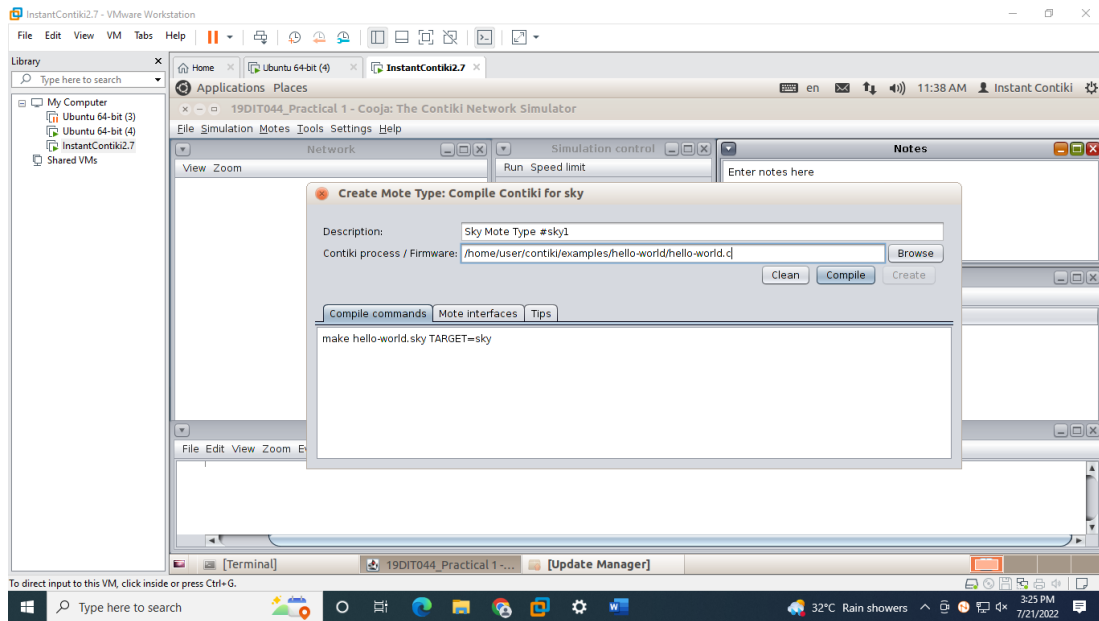 InstantContiki2.7 - VMware Workstation
File Edit View VM Tabs Help
Library
Type here to search
My Computer
Ubuntu 64-bit (3)
Ubuntu 64-bit (4)
InstantContiki2.7
Shared VMs
Home Ubuntu 64-bit (4) InstantContiki2.7
Applications Places en 11:38 AM Instant Contiki
19DIT044_Practical 1 - Cooja: The Contiki Network Simulator
File Simulation Motes Tools Settings Help
Network Simulation control Notes
View Zoom Run Speed limit Enter notes here
Create Mote Type: Compile Contiki for sky
Description: Sky Mote Type #sky1
Contiki process / Firmware: /home/user/contiki/examples/hello-world/hello-world.c Browse
Clean Compile Create
Compile commands Mote interfaces Tips
make hello-world.sky TARGET=sky
File Edit View Zoom
[Terminal] 19DIT044_Practical 1 -... [Update Manager]
To direct input to this VM, click inside or press Ctrl+G.
Type here to search 32°C Rain showers 3:25 PM
7/21/2022